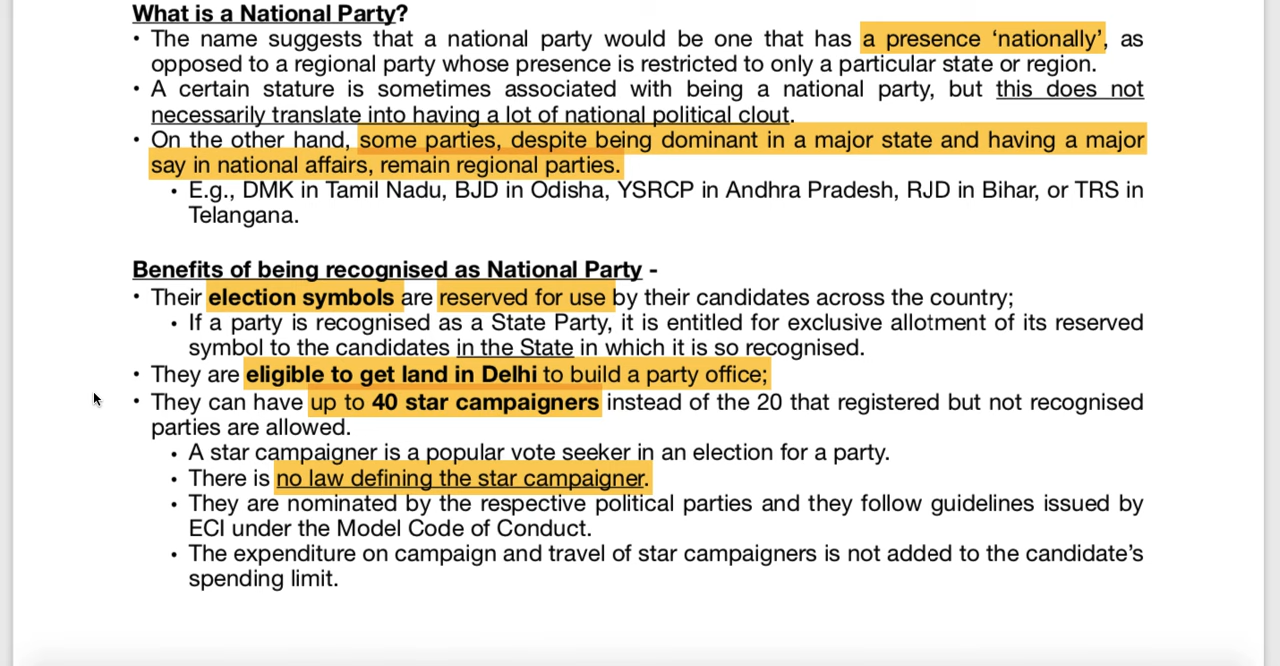 What is a National Party?
• The name suggests that a national party would be one that has a presence ‘nationally’, as
opposed to a regional party whose presence is restricted to only a particular state or region.
• A certain stature is sometimes associated with being a national party, but this does not
necessarily translate into having a lot of national political clout.
• On the other hand, some parties, despite being dominant in a major state and having a major
say in national affairs, remain regional parties.
• E.g., DMK in Tamil Nadu, BJD in Odisha, YSRCP in Andhra Pradesh, RJD in Bihar, or TRS in
Telangana.
Benefits of being recognised as National Party -
• Their election symbols are reserved for use by their candidates across the country;
• If a party is recognised as a State Party, it is entitled for exclusive allotment of its reserved
symbol to the candidates in the State in which it is so recognised.
• They are eligible to get land in Delhi to build a party office;
• They can have up to 40 star campaigners instead of the 20 that registered but not recognised
parties are allowed.
• A star campaigner is a popular vote seeker in an election for a party.
• There is no law defining the star campaigner.
• They are nominated by the respective political parties and they follow guidelines issued by
ECI under the Model Code of Conduct.
• The expenditure on campaign and travel of star campaigners is not added to the candidate’s
spending limit.